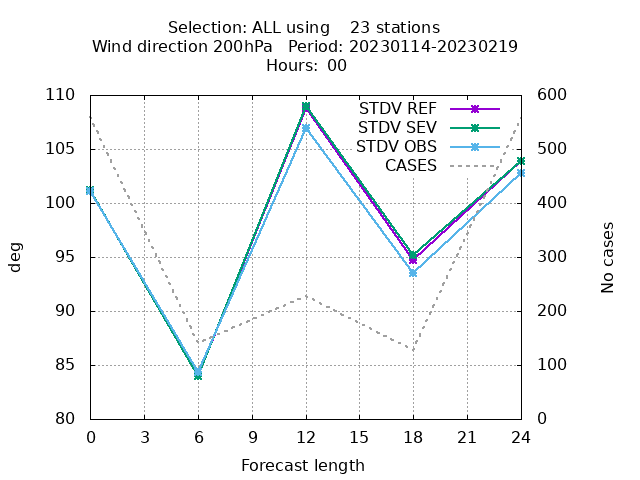 Selection: ALL using    23 stations
Wind direction 200hPa   Period: 20230114-20230219
Hours: 00
110
105
100
95
90
85
80
deg
STDV REF
STDV SEV
STDV OBS
CASES
600
500
400
300
200
100
0
No cases
0 3 6 9 12 15 18 21 24
Forecast length